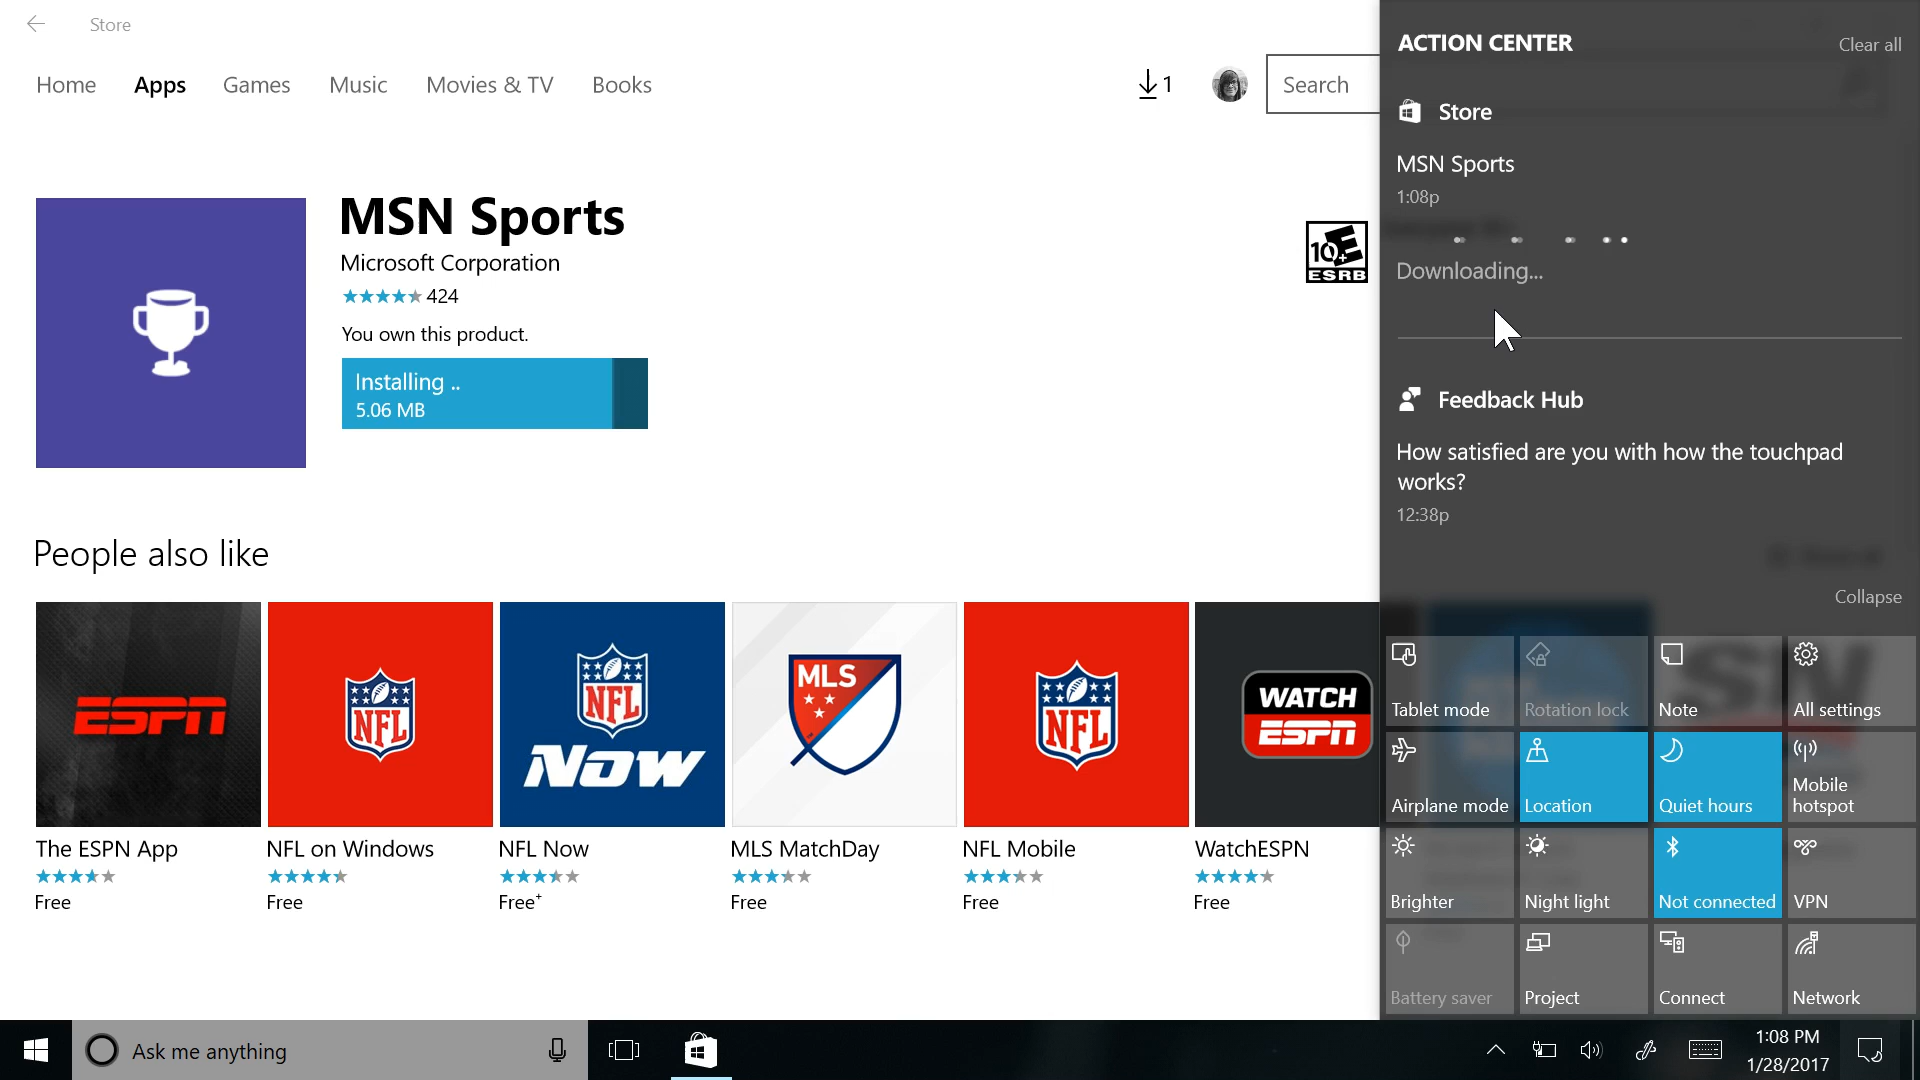 Store
Home Apps Games Music Movies & TV Books
1
Search
MSN Sports
Microsoft Corporation
424
You own this product.
Installing ..
5.06 MB
10+ E
ESRB
People also like
ESPN
NFL
NFL
NOW
MLS
NFL
WATCH
ESPN
The ESPN App
Free
NFL on Windows
Free
NFL Now
Free+
MLS MatchDay
Free
NFL Mobile
Free
WatchESPN
Free
ACTION CENTER
Clear all
Store
MSN Sports
1:08p
Downloading...
Feedback Hub
How satisfied are you with how the touchpad
works?
12:38p
Collapse
Tablet mode
Rotation lock
Note
All settings
Airplane mode
Location
Quiet hours
Mobile
hotspot
Brighter
Night light
Not connected
VPN
Battery saver
Project
Connect
Network
Ask me anything
1:08 PM
1/28/2017